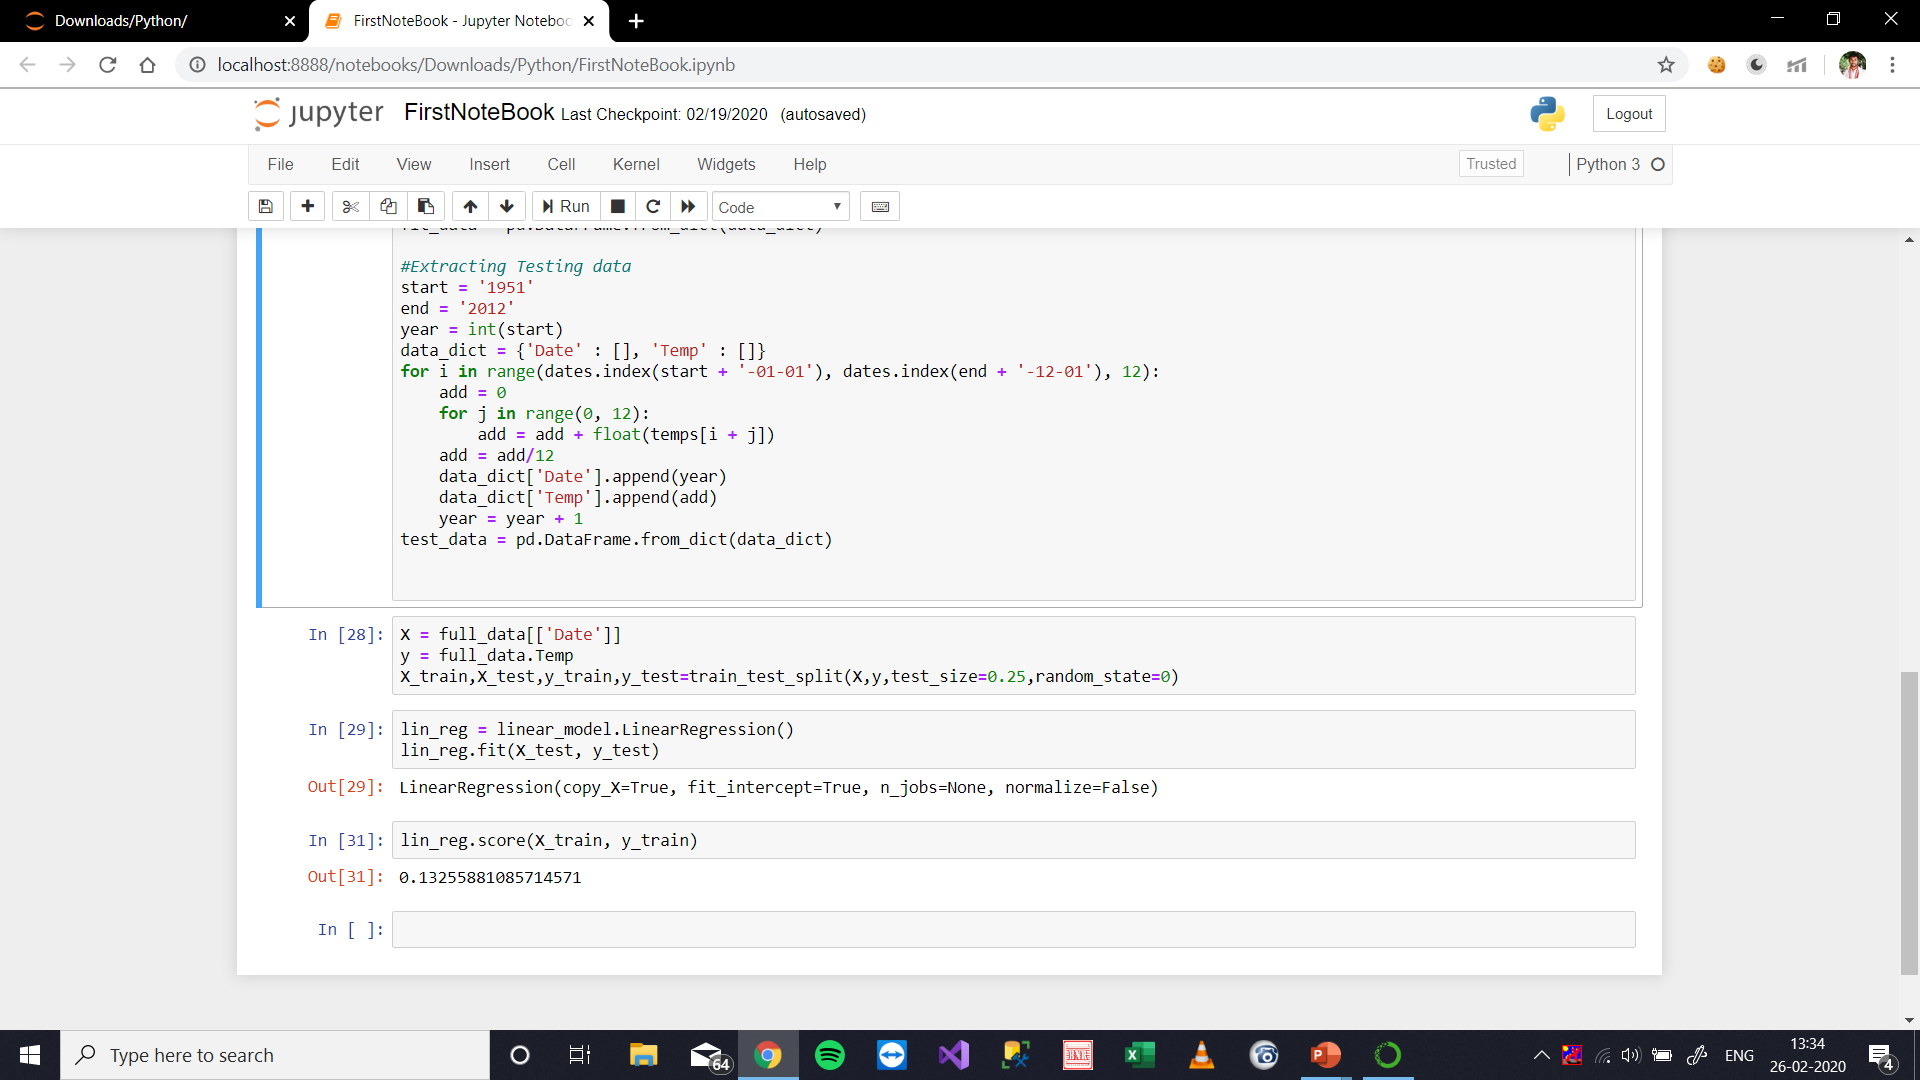 Downloads/Python/
FirstNoteBook - Jupyter Noteboo
localhost:8888/notebooks/Downloads/Python/FirstNoteBook.ipynb
jupyter FirstNoteBook Last Checkpoint: 02/19/2020 (autosaved)
Logout
File Edit View Insert Cell Kernel Widgets Help
Trusted
Python 3
Run
Code
#Extracting Testing data
start = '1951'
end = '2012'
year = int(start)
data_dict = {'Date' : [], 'Temp' : []}
for i in range(dates.index(start + '-01-01'), dates.index(end + '-12-01'), 12):
    add = 0
    for j in range(0, 12):
        add = add + float(temps[i + j])
    add = add/12
    data_dict['Date'].append(year)
    data_dict['Temp'].append(add)
    year = year + 1
test_data = pd.DataFrame.from_dict(data_dict)
In [28]: X = full_data[['Date']]
y = full_data.Temp
X_train,X_test,y_train,y_test=train_test_split(X,y,test_size=0.25,random_state=0)
In [29]: lin_reg = linear_model.LinearRegression()
lin_reg.fit(X_test, y_test)
Out[29]: LinearRegression(copy_X=True, fit_intercept=True, n_jobs=None, normalize=False)
In [31]: lin_reg.score(X_train, y_train)
Out[31]: 0.13255881085714571
In [ ]:
Type here to search
64
ENG
13:34
26-02-2020
4